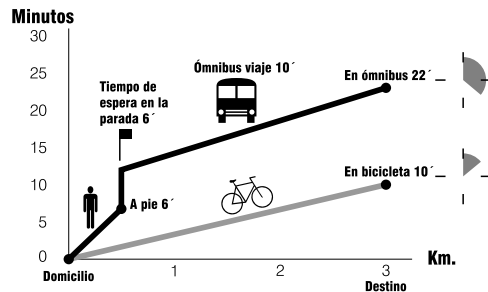 Minutos
30
25
20
15
10
5
0
Tiempo de
espera en la
parada 6´
Ómnibus viaje 10´
En ómnibus 22´
A pie 6´
En bicicleta 10´
Domicilio
1
2
3
Destino
Km.